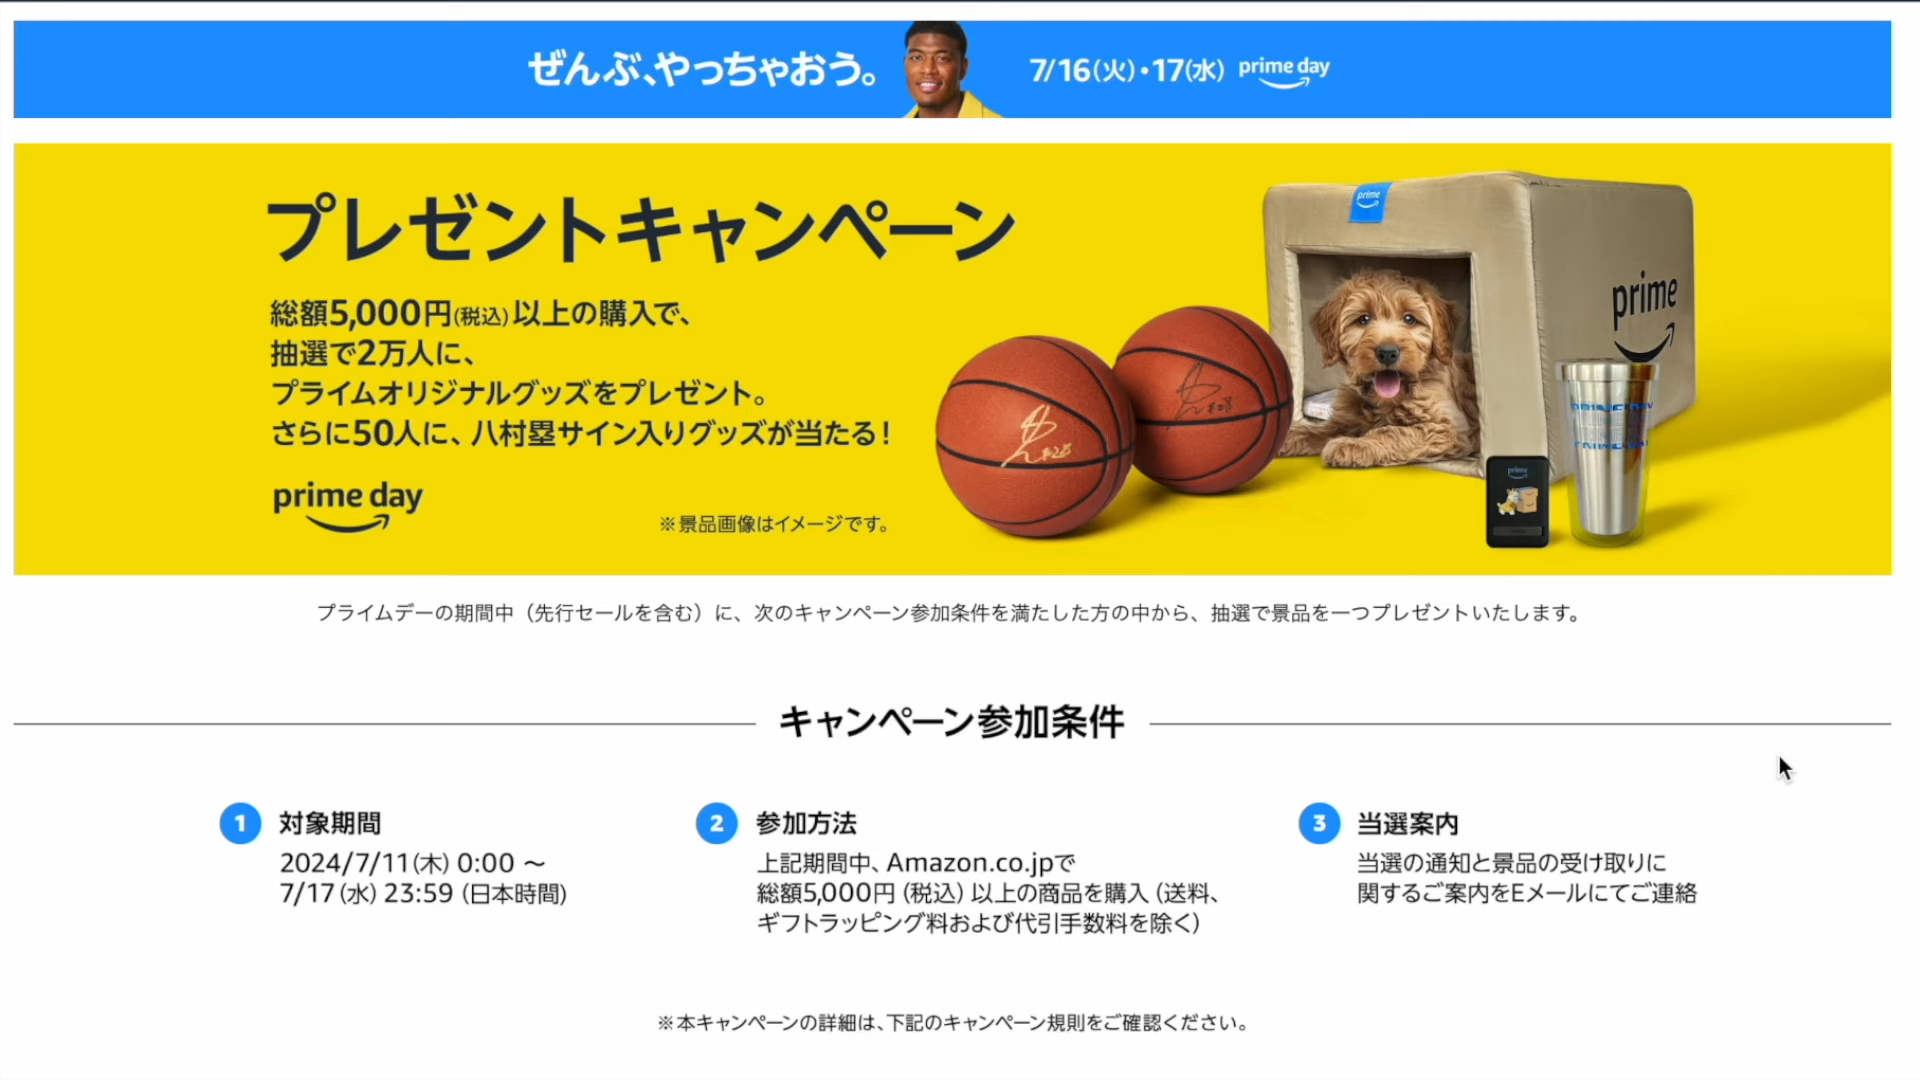 ぜんぶ、やっちゃおう。
7/16(火)・17(水) prime day
プレゼントキャンペーン
総額5,000円(税込)以上の購入で、
抽選で2万人に、
プライムオリジナルグッズをプレゼント。
さらに50人に、八村塁サイン入りグッズが当たる！
prime day
※景品画像はイメージです。
prime
prime
prime
#28
プライムデーの期間中（先行セールを含む）に、次のキャンペーン参加条件を満たした方の中から、抽選で景品を一つプレゼントいたします。
キャンペーン参加条件
1 対象期間
2024/7/11(木) 0:00 ～
7/17(水) 23:59 (日本時間)
2 参加方法
上記期間中、Amazon.co.jpで
総額5,000円（税込）以上の商品を購入（送料、
ギフトラッピング料および代引手数料を除く）
3 当選案内
当選の通知と景品の受け取りに
関するご案内をEメールにてご連絡
※本キャンペーンの詳細は、下記のキャンペーン規則をご確認ください。